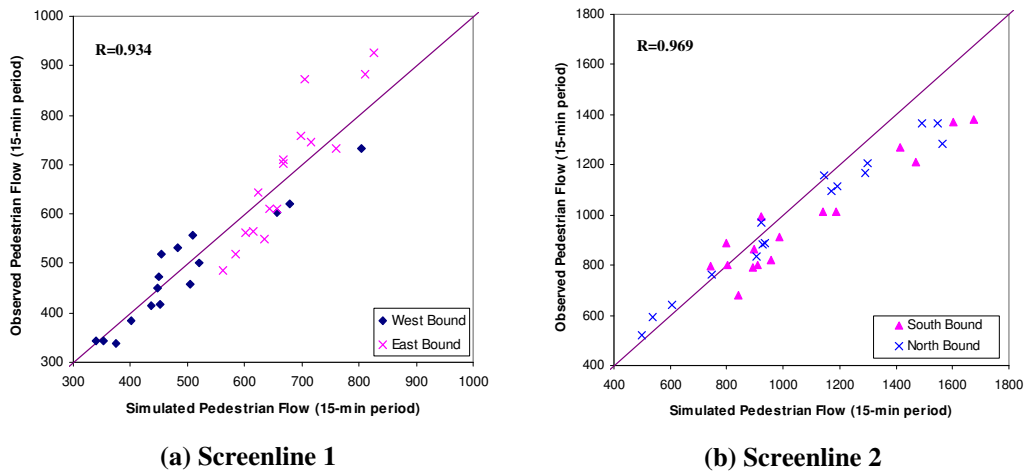 R=0.934
Observed Pedestrian Flow (15-min period)
1000
900
800
700
600
500
400
300
300 400 500 600 700 800 900 1000
Simulated Pedestrian Flow (15-min period)
West Bound
East Bound
(a) Screenline 1
R=0.969
Observed Pedestrian Flow (15-min period)
1800
1600
1400
1200
1000
800
600
400
400 600 800 1000 1200 1400 1600 1800
Simulated Pedestrian Flow (15-min period)
South Bound
North Bound
(b) Screenline 2